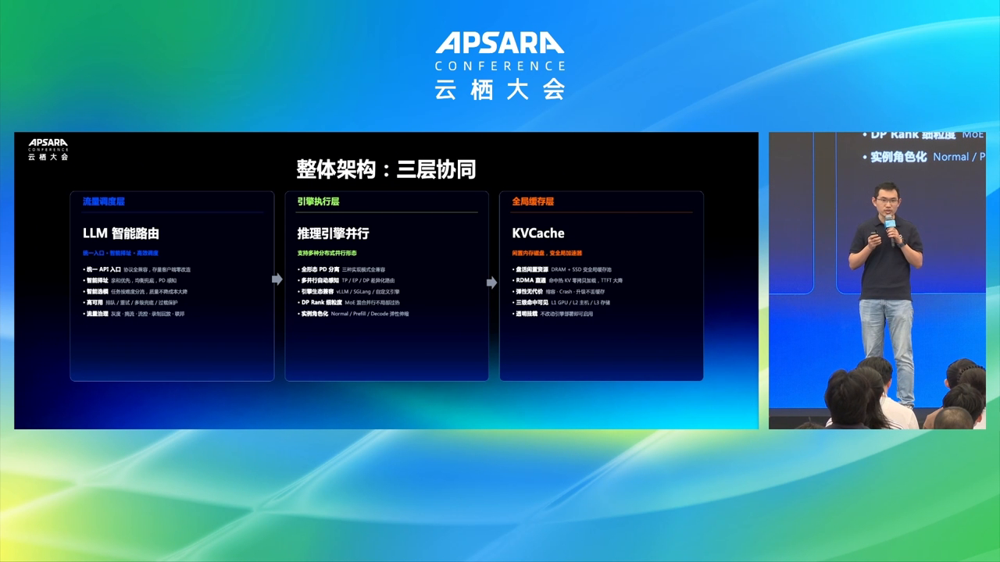 APSARA
CONFERENCE
云栖大会
APSARA
CONFERENCE
云栖大会
整体架构：三层协同
流量调度层
LLM 智能路由
统一入口・智能择址・高效调度
• 统一 API 入口 协议全兼容，存量客户端零改造
• 智能择址 亲和优先，均衡兜底，PD 感知
• 智能选模 任务按难度分流，质量不降成本大降
• 高可用 排队 / 重试 / 多级兜底 / 过载保护
• 流量治理 灰度・镜流・流控・录制回放・联邦
引擎执行层
推理引擎并行
支持多种分布式并行形态
• 全形态 PD 分离 三种实现模式全兼容
• 多并行自动感知 TP / EP / DP 差异化路由
• 引擎生态兼容 vLLM / SGLang / 自定义引擎
• DP Rank 细粒度 MoE 混合并行不局部过热
• 实例角色化 Normal / Prefill / Decode 弹性伸缩
全局缓存层
KVCache
闲置内存磁盘，变全局加速器
• 盘活闲置资源 DRAM + SSD 变全局缓存池
• RDMA 直通 命中热 KV 零拷贝加载，TTFT 大降
• 弹性无代价 缩容・Crash・升级不丢缓存
• 三级命中可见 L1 GPU / L2 主机 / L3 存储
• 透明挂载 不改动引擎部署即可启用
• DP Rank 细粒度 MoE
• 实例角色化 Normal / P